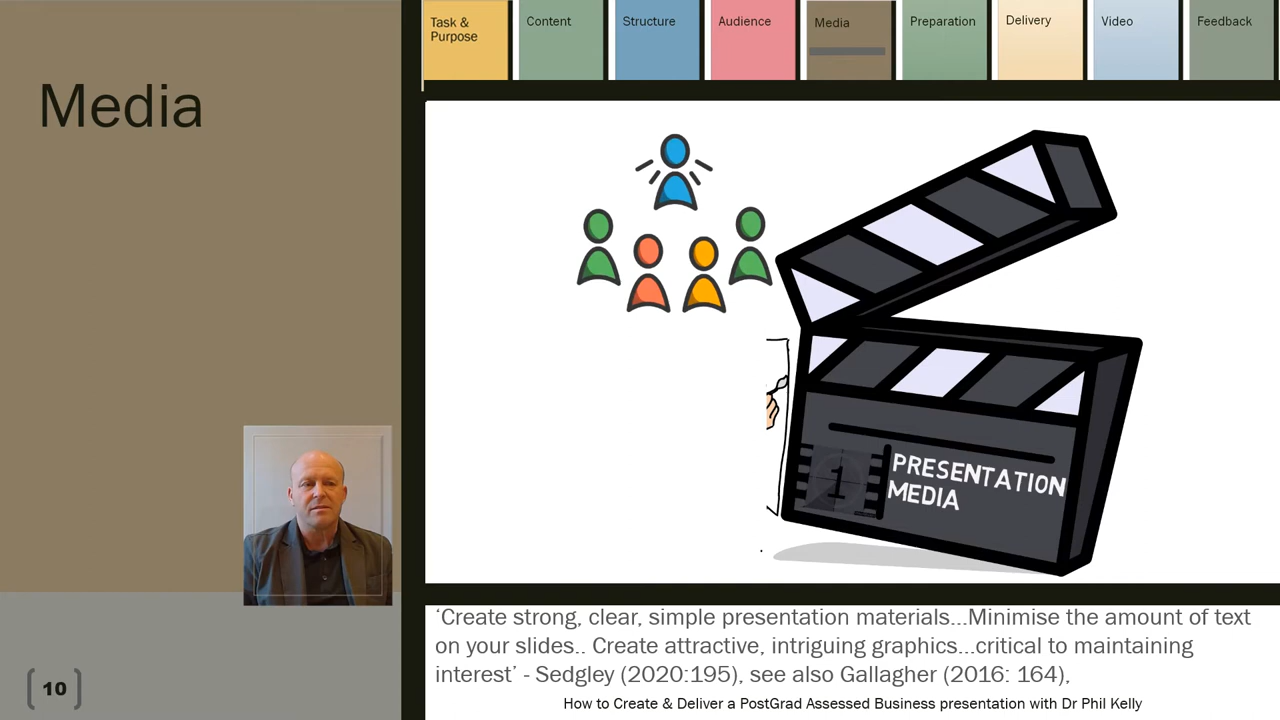 Task &
Purpose
Content
Structure
Audience
Media
Preparation
Delivery
Video
Feedback
Media
1
PRESENTATION
MEDIA
‘Create strong, clear, simple presentation materials...Minimise the amount of text
on your slides.. Create attractive, intriguing graphics...critical to maintaining
interest’ - Sedgley (2020:195), see also Gallagher (2016: 164),
10
How to Create & Deliver a PostGrad Assessed Business presentation with Dr Phil Kelly